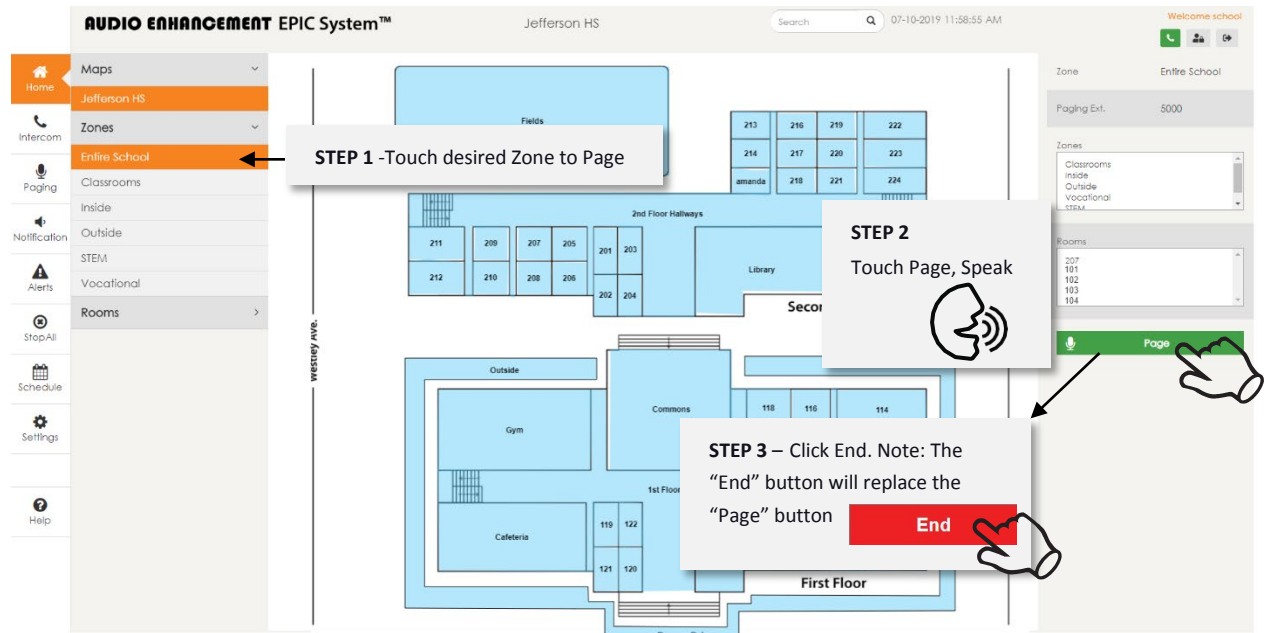 AUDIO ENHANCEMENT EPIC System™
Jefferson HS
Search
07-10-2019 11:58:55 AM
Welcome school
Home
Intercom
Paging
Notification
Alerts
StopAll
Schedule
Settings
Help
Maps
Jefferson HS
Zones
Entire School
Classrooms
Inside
Outside
STEM
Vocational
Rooms
STEP 1 -Touch desired Zone to Page
Westney Ave.
Fields
213 216 219 222
214 217 220 223
amanda 218 221 224
2nd Floor Hallways
211 209 207 205 201 203
212 210 208 206
202 204
Library
Outside
Commons
118 116 114
Gym
1st Floor
Cafeteria
119 122
121 120
First Floor
STEP 2
Touch Page, Speak
STEP 3 – Click End. Note: The
“End” button will replace the
“Page” button
End
Zone Entire School
Paging Ext. 5000
Zones
Classrooms
Inside
Outside
Vocational
STEM
Rooms
207
101
102
103
104
Page